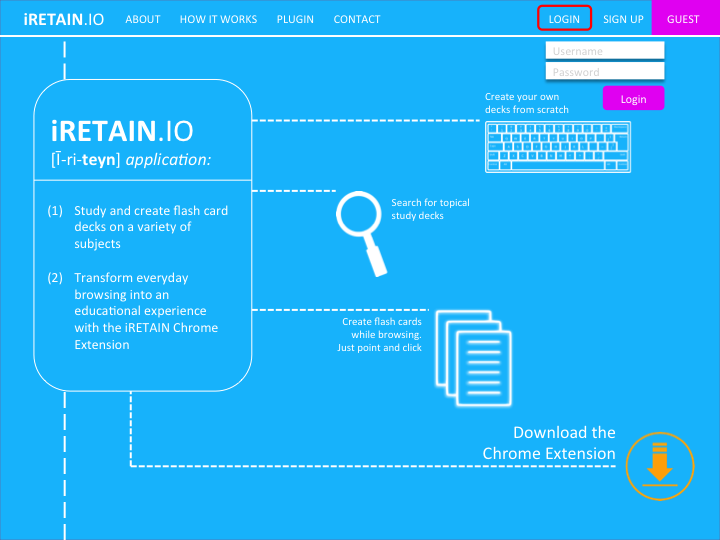 iRETAIN.IO ABOUT HOW IT WORKS PLUGIN CONTACT LOGIN SIGN UP GUEST
Username
Password
Login
Create your own
decks from scratch
iRETAIN.IO
[Ī-ri-teyn] application:
(1) Study and create flash card
decks on a variety of
subjects
(2) Transform everyday
browsing into an
educational experience
with the iRETAIN Chrome
Extension
Search for topical
study decks
Create flash cards
while browsing.
Just point and click
Download the
Chrome Extension